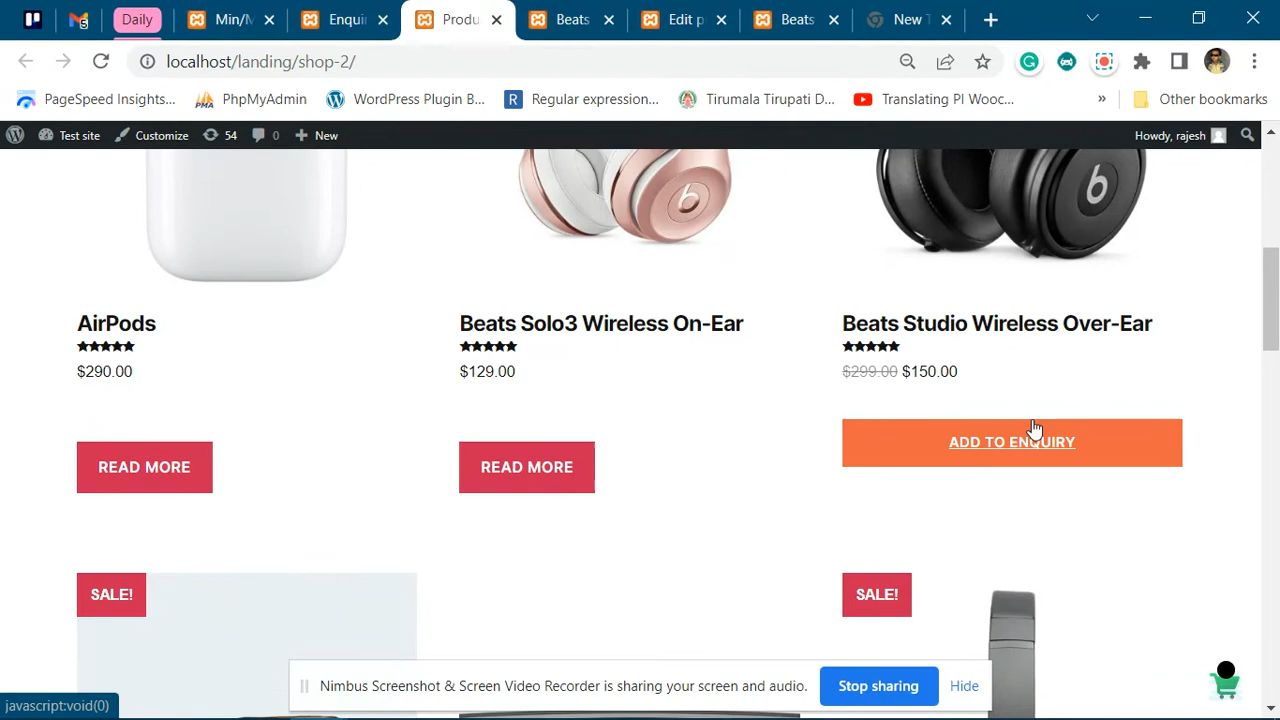 Daily
Min/M
Enqui
Produ
Beats
Edit p
Beats
New T
localhost/landing/shop-2/
PageSpeed Insights...
PhpMyAdmin
WordPress Plugin B...
Regular expression...
Tirumala Tirupati D...
Translating PI Wooc...
»
Other bookmarks
Test site
Customize
54
0
New
Howdy, rajesh
AirPods
$290.00
READ MORE
Beats Solo3 Wireless On-Ear
$129.00
READ MORE
Beats Studio Wireless Over-Ear
$299.00 $150.00
ADD TO ENQUIRY
SALE!
SALE!
Nimbus Screenshot & Screen Video Recorder is sharing your screen and audio.
Stop sharing
Hide
javascript:void(0)